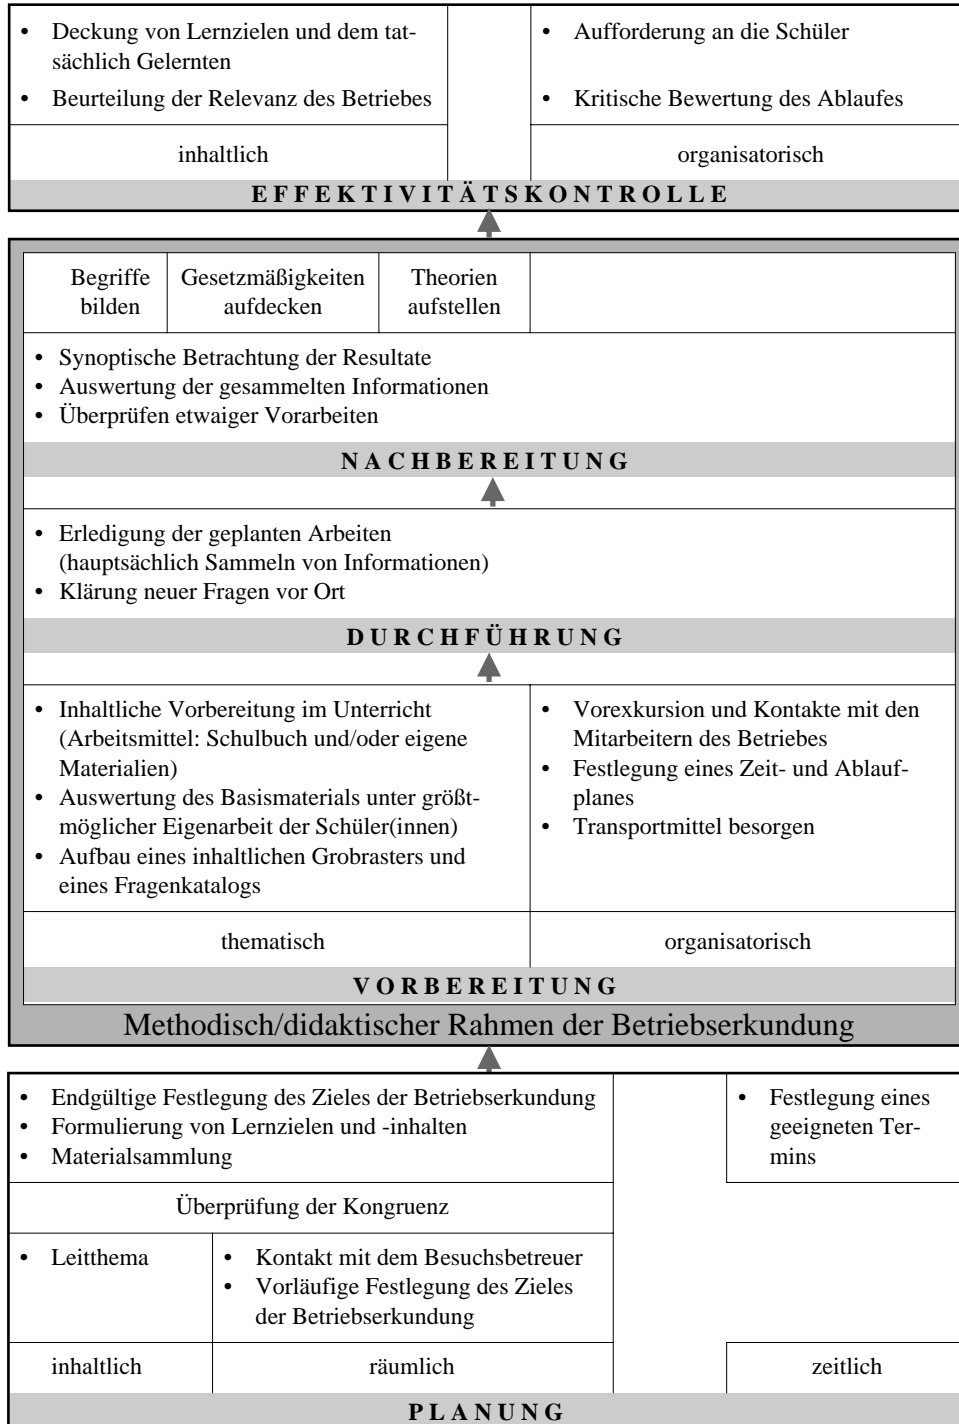 • Deckung von Lernzielen und dem tat-
sächlich Gelernten
• Beurteilung der Relevanz des Betriebes
• Aufforderung an die Schüler
• Kritische Bewertung des Ablaufes
inhaltlich
organisatorisch
EFFEKTIVITÄTSKONTROLLE
Begriffe
bilden
Gesetzmäßigkeiten
aufdecken
Theorien
aufstellen
• Synoptische Betrachtung der Resultate
• Auswertung der gesammelten Informationen
• Überprüfen etwaiger Vorarbeiten
NACHBEREITUNG
• Erledigung der geplanten Arbeiten
(hauptsächlich Sammeln von Informationen)
• Klärung neuer Fragen vor Ort
DURCHFÜHRUNG
• Inhaltliche Vorbereitung im Unterricht
(Arbeitsmittel: Schulbuch und/oder eigene
Materialien)
• Auswertung des Basismaterials unter größt-
möglicher Eigenarbeit der Schüler(innen)
• Aufbau eines inhaltlichen Grobrasters und
eines Fragenkatalogs
• Vorexkursion und Kontakte mit den
Mitarbeitern des Betriebes
• Festlegung eines Zeit- und Ablauf-
planes
• Transportmittel besorgen
thematisch
organisatorisch
VORBEREITUNG
Methodisch/didaktischer Rahmen der Betriebserkundung
• Endgültige Festlegung des Zieles der Betriebserkundung
• Formulierung von Lernzielen und -inhalten
• Materialsammlung
• Festlegung eines
geeigneten Ter-
mins
Überprüfung der Kongruenz
• Leitthema
• Kontakt mit dem Besuchsbetreuer
• Vorläufige Festlegung des Zieles
der Betriebserkundung
inhaltlich
räumlich
zeitlich
PLANUNG